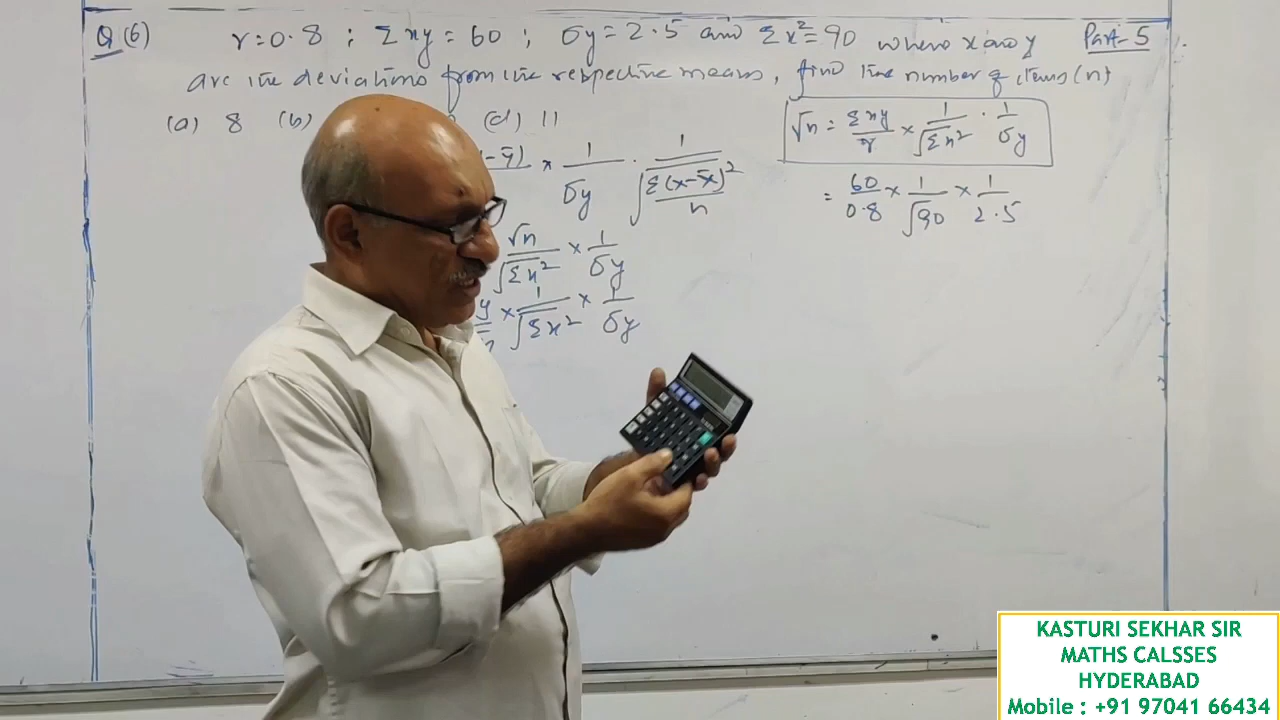 Q (6) r = 0.8 ; Σxy = 60 ; σy = 2.5 and Σx² = 90 where x and y Part-5
are the deviations from the respective means, find the number of items (n)
(a) 8 (b) (d) 11
√n = Σxy/r × 1/√Σx² · 1/σy
-ȳ) × 1/σy · 1/√(Σ(x-x̄)²/n)
= 60/0.8 × 1/√90 × 1/2.5
√n/√Σx² × 1/σy
y × 1/√Σx² × 1/σy
KASTURI SEKHAR SIR
MATHS CALSSES
HYDERABAD
Mobile : +91 97041 66434